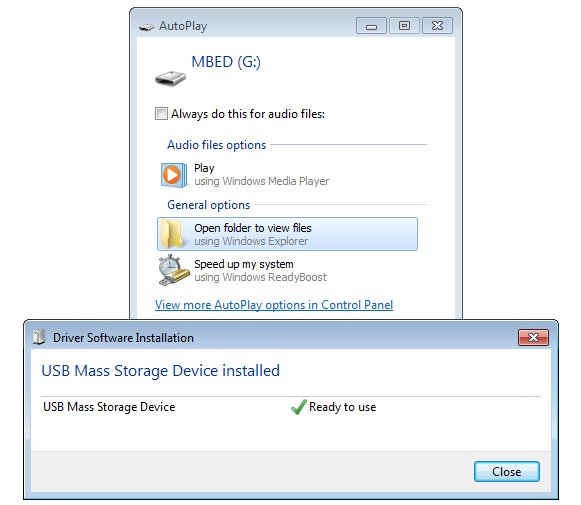 AutoPlay
MBED (G:)
Always do this for audio files:
Audio files options
Play
using Windows Media Player
General options
Open folder to view files
using Windows Explorer
Speed up my system
using Windows ReadyBoost
View more AutoPlay options in Control Panel
Driver Software Installation
USB Mass Storage Device installed
USB Mass Storage Device Ready to use
Close